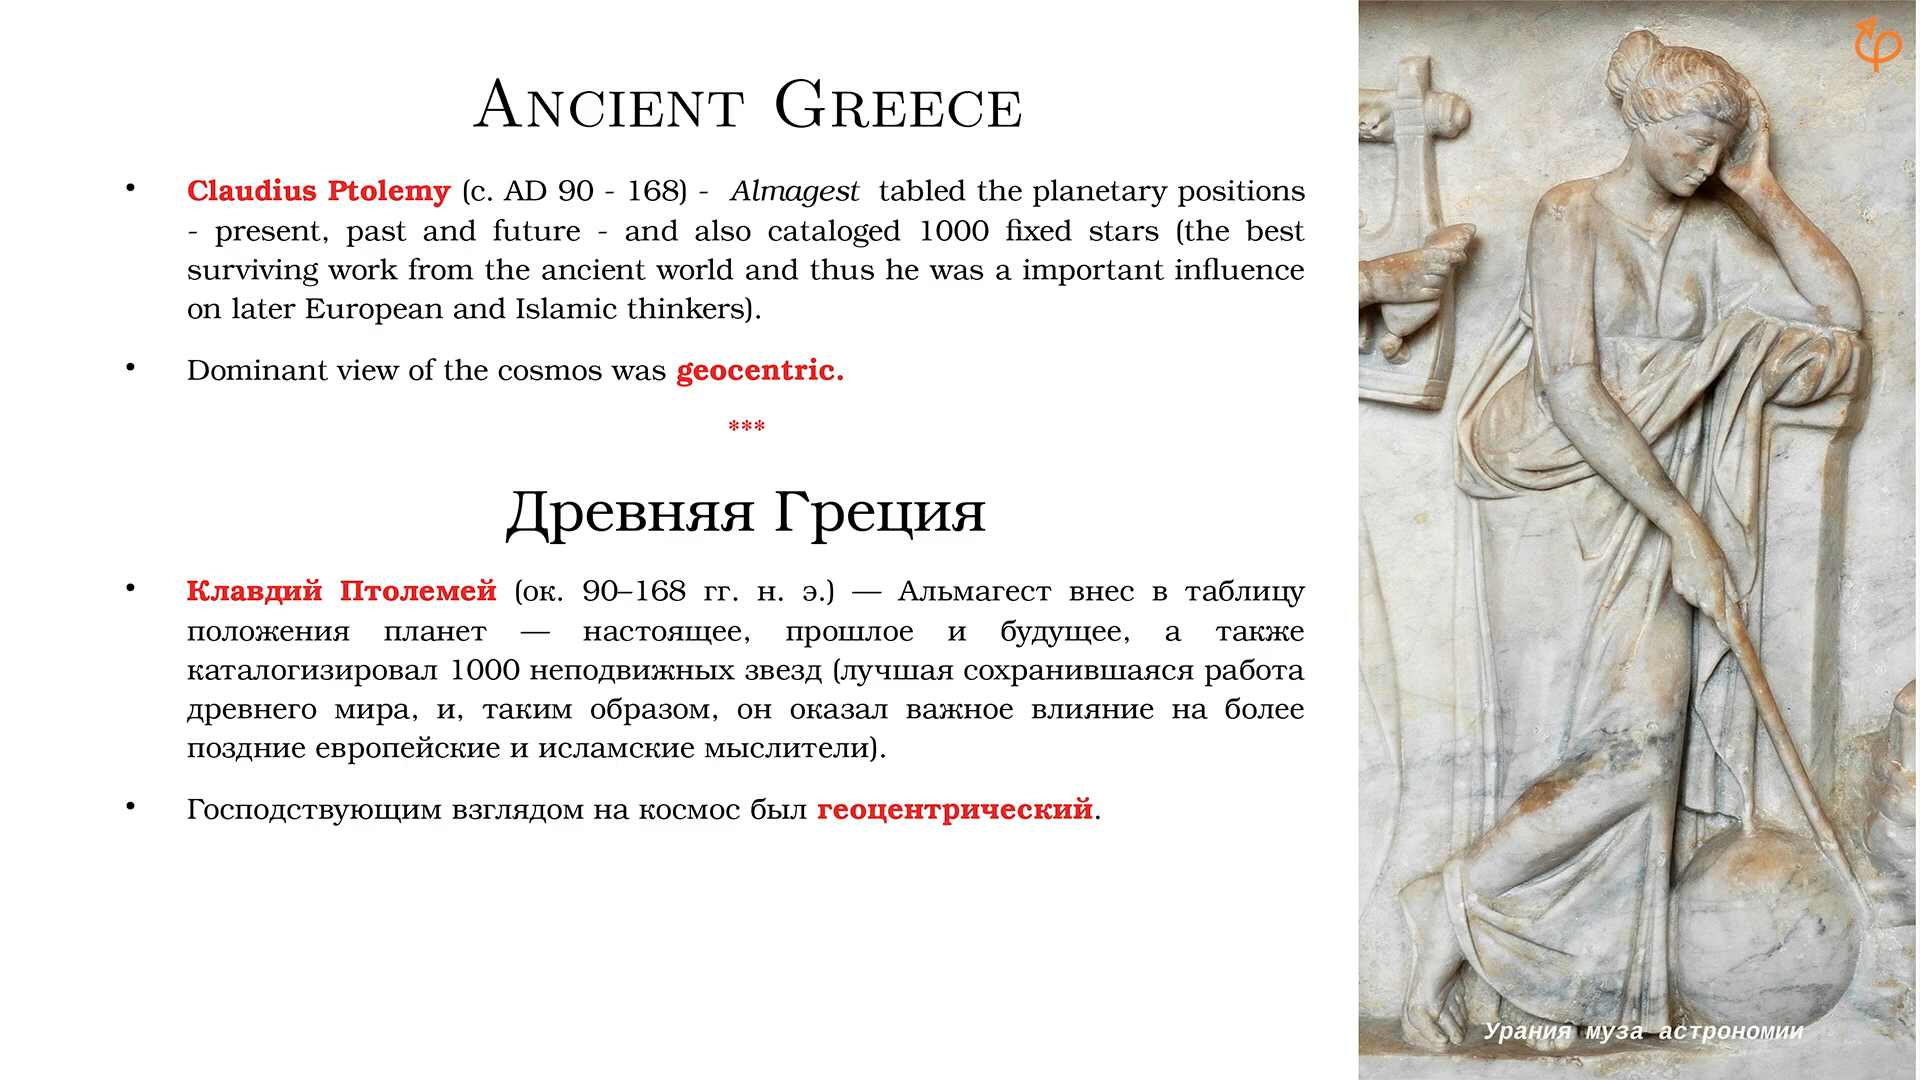 Ancient Greece
• Claudius Ptolemy (c. AD 90 - 168) - Almagest tabled the planetary positions
- present, past and future - and also cataloged 1000 fixed stars (the best
surviving work from the ancient world and thus he was a important influence
on later European and Islamic thinkers).
• Dominant view of the cosmos was geocentric.
***
Древняя Греция
• Клавдий Птолемей (ок. 90–168 гг. н. э.) — Альмагест внес в таблицу
положения планет — настоящее, прошлое и будущее, а также
каталогизировал 1000 неподвижных звезд (лучшая сохранившаяся работа
древнего мира, и, таким образом, он оказал важное влияние на более
поздние европейские и исламские мыслители).
• Господствующим взглядом на космос был геоцентрический.
Урания муза астрономии